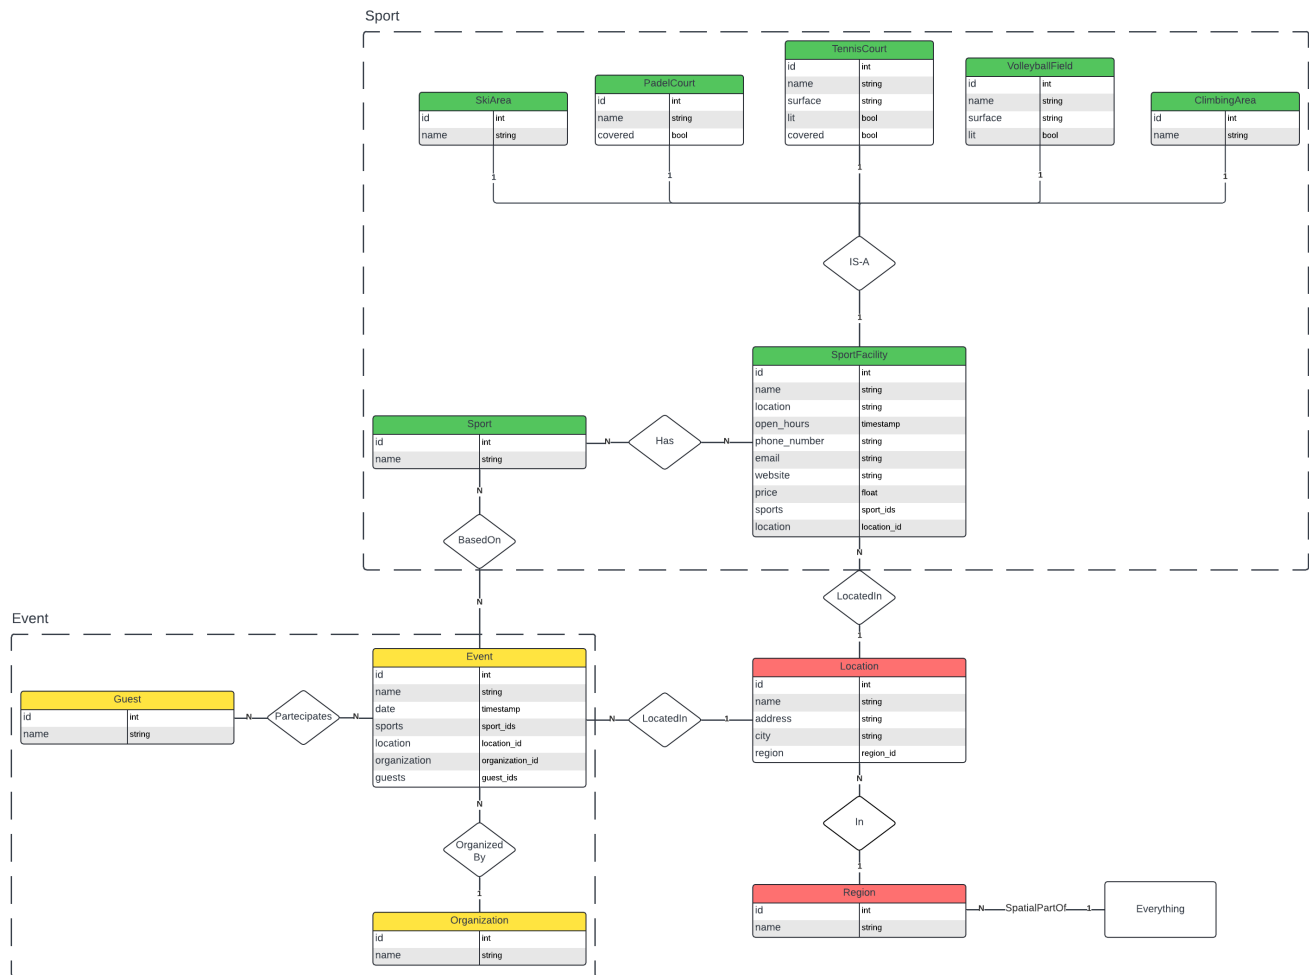 Sport
TennisCourt
id int
name string
surface string
lit bool
covered bool
VolleyballField
id int
name string
surface string
lit bool
PadelCourt
id int
name string
covered bool
SkiArea
id int
name string
ClimbingArea
id int
name string
1
1
1
1
1
IS-A
1
SportFacility
id int
name string
location string
open_hours timestamp
phone_number string
email string
website string
price float
sports sport_ids
location location_id
Sport
id int
name string
N
Has
N
N
BasedOn
N
N
LocatedIn
1
Event
Event
id int
name string
date timestamp
sports sport_ids
location location_id
organization organization_id
guests guest_ids
Guest
id int
name string
N
Partecipates
N
N
LocatedIn
1
Location
id int
name string
address string
city string
region region_id
N
Organized
By
1
N
In
1
Organization
id int
name string
Region
id int
name string
N
SpatialPartOf
1
Everything